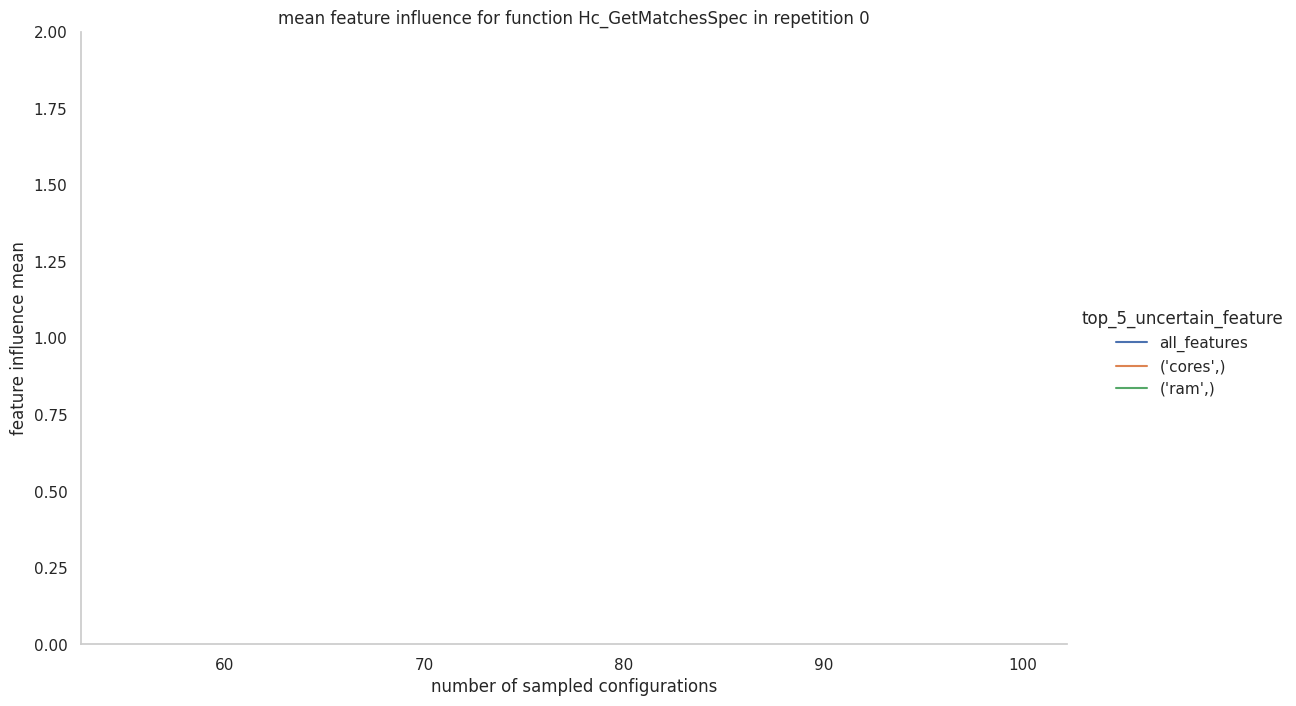 mean feature influence for function Hc_GetMatchesSpec in repetition 0
2.00
1.75
1.50
1.25
1.00
0.75
0.50
0.25
0.00
feature influence mean
60 70 80 90 100
number of sampled configurations
top_5_uncertain_feature
all_features
('cores',)
('ram',)